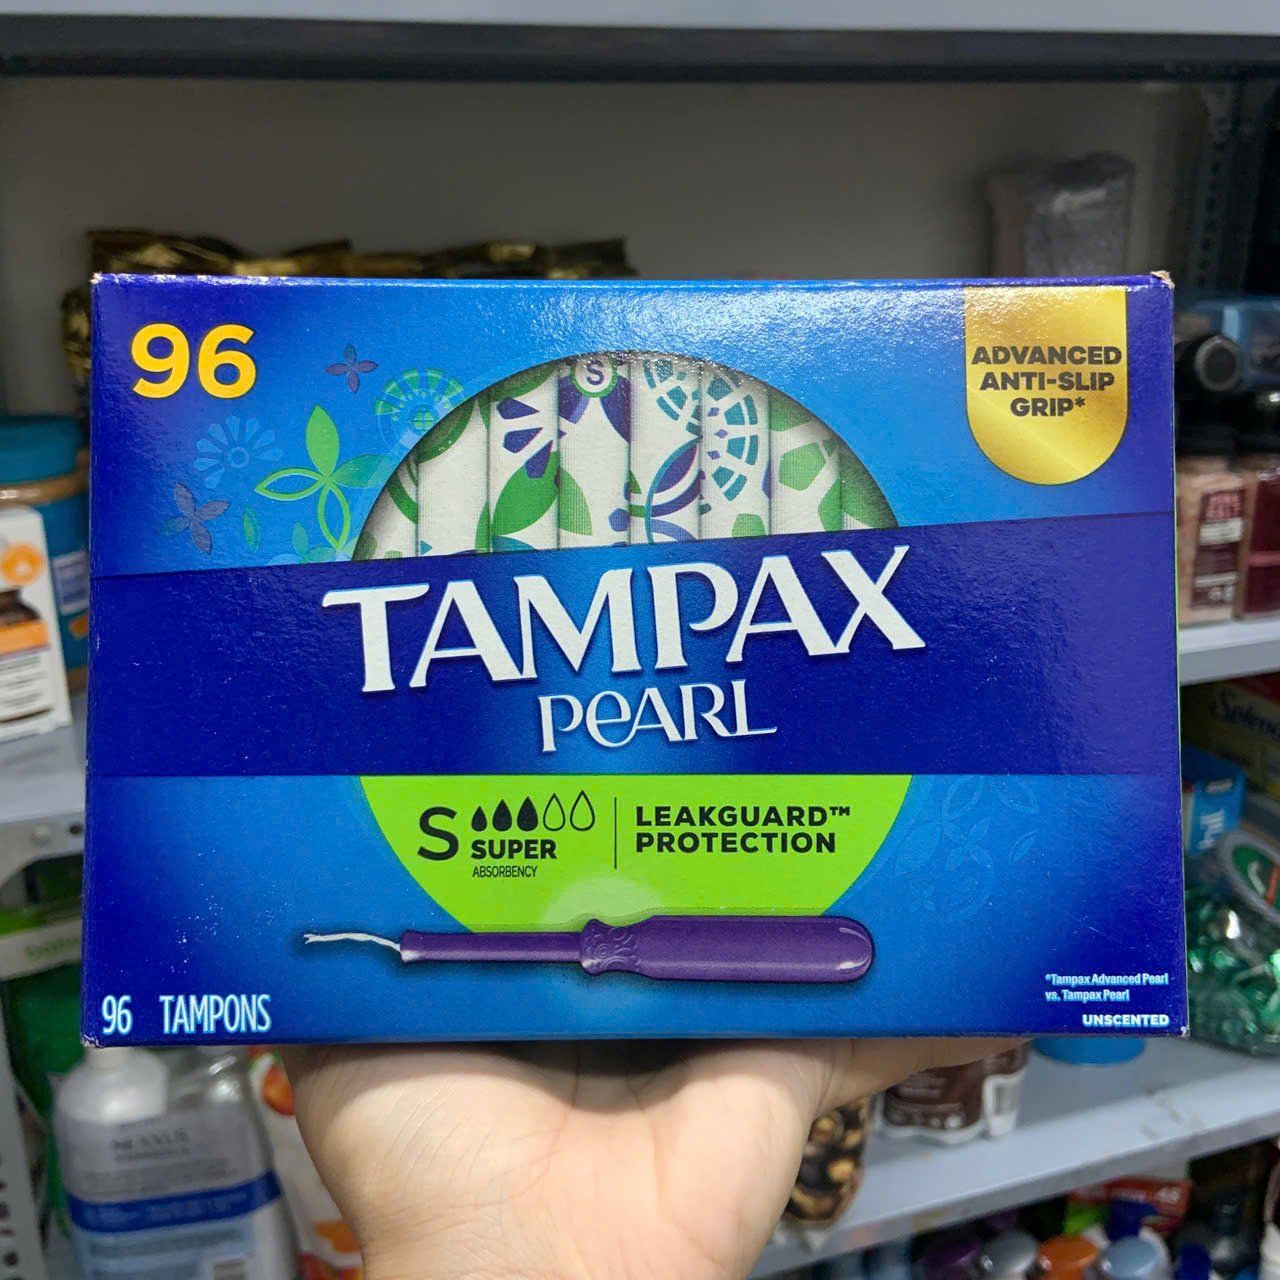 96
ADVANCED
ANTI-SLIP
GRIP*
S
TAMPAX
PEARL
S SUPER
ABSORBENCY
LEAKGUARD™
PROTECTION
*Tampax Advanced Pearl
vs. Tampax Pearl
UNSCENTED
96 TAMPONS